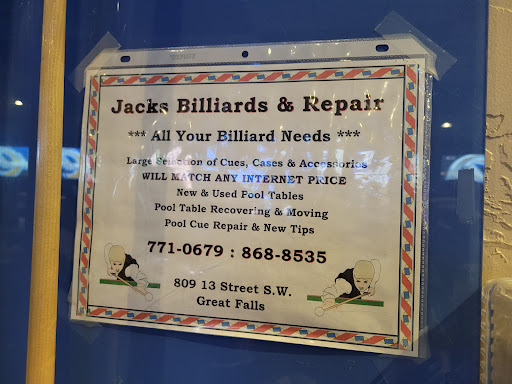 Jacks Billiards & Repair
*** All Your Billiard Needs ***
Large Selection of Cues, Cases & Accessories
WILL MATCH ANY INTERNET PRICE
New & Used Pool Tables
Pool Table Recovering & Moving
Pool Cue Repair & New Tips
771-0679 : 868-8535
809 13 Street S.W.
Great Falls